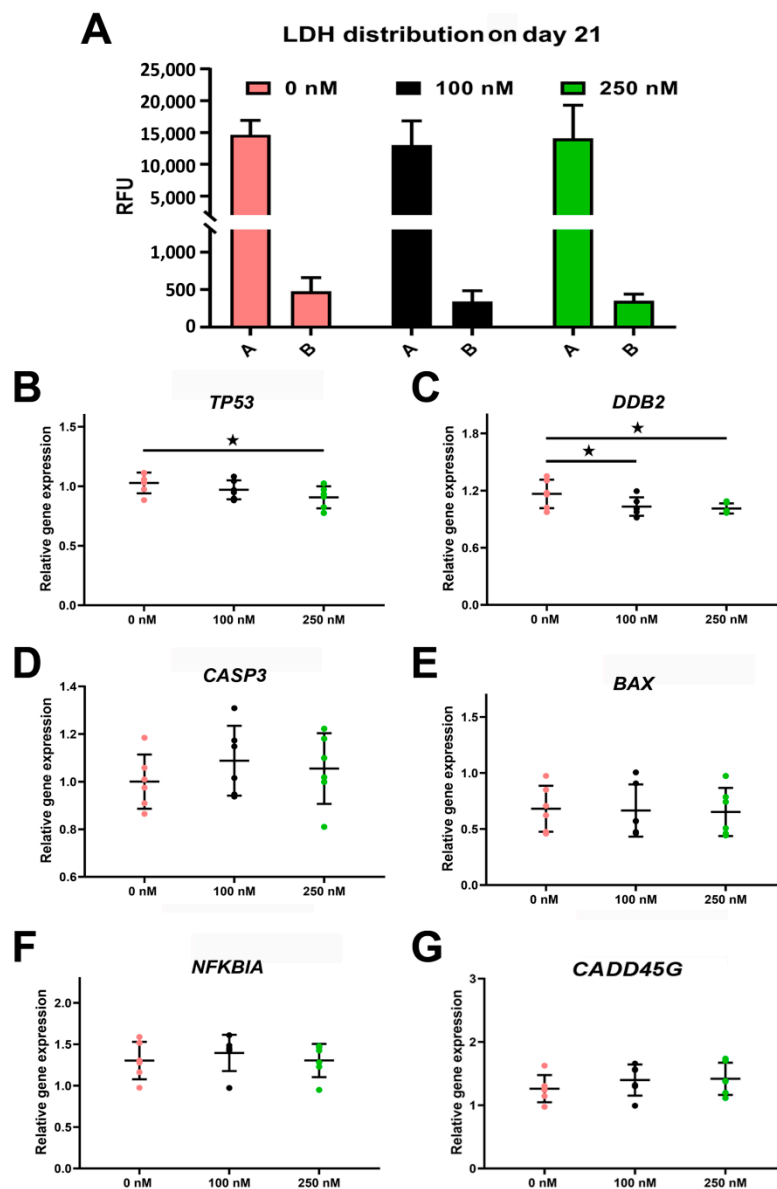 A
LDH distribution on day 21
25,000
20,000
15,000
10,000
5,000
1,000
500
0
RFU
0 nM 100 nM 250 nM
A B A B A B
B
TP53
Relative gene expression
1.5
1.0
0.5
0.0
★
0 nM 100 nM 250 nM
C
DDB2
Relative gene expression
1.8
1.2
0.6
0.0
★
★
0 nM 100 nM 250 nM
D
CASP3
Relative gene expression
1.4
1.2
1.0
0.8
0.6
0 nM 100 nM 250 nM
E
BAX
Relative gene expression
1.5
1.0
0.5
0.0
0 nM 100 nM 250 nM
F
NFKBIA
Relative gene expression
2.0
1.5
1.0
0.5
0.0
0 nM 100 nM 250 nM
G
CADD45G
Relative gene expression
3
2
1
0
0 nM 100 nM 250 nM